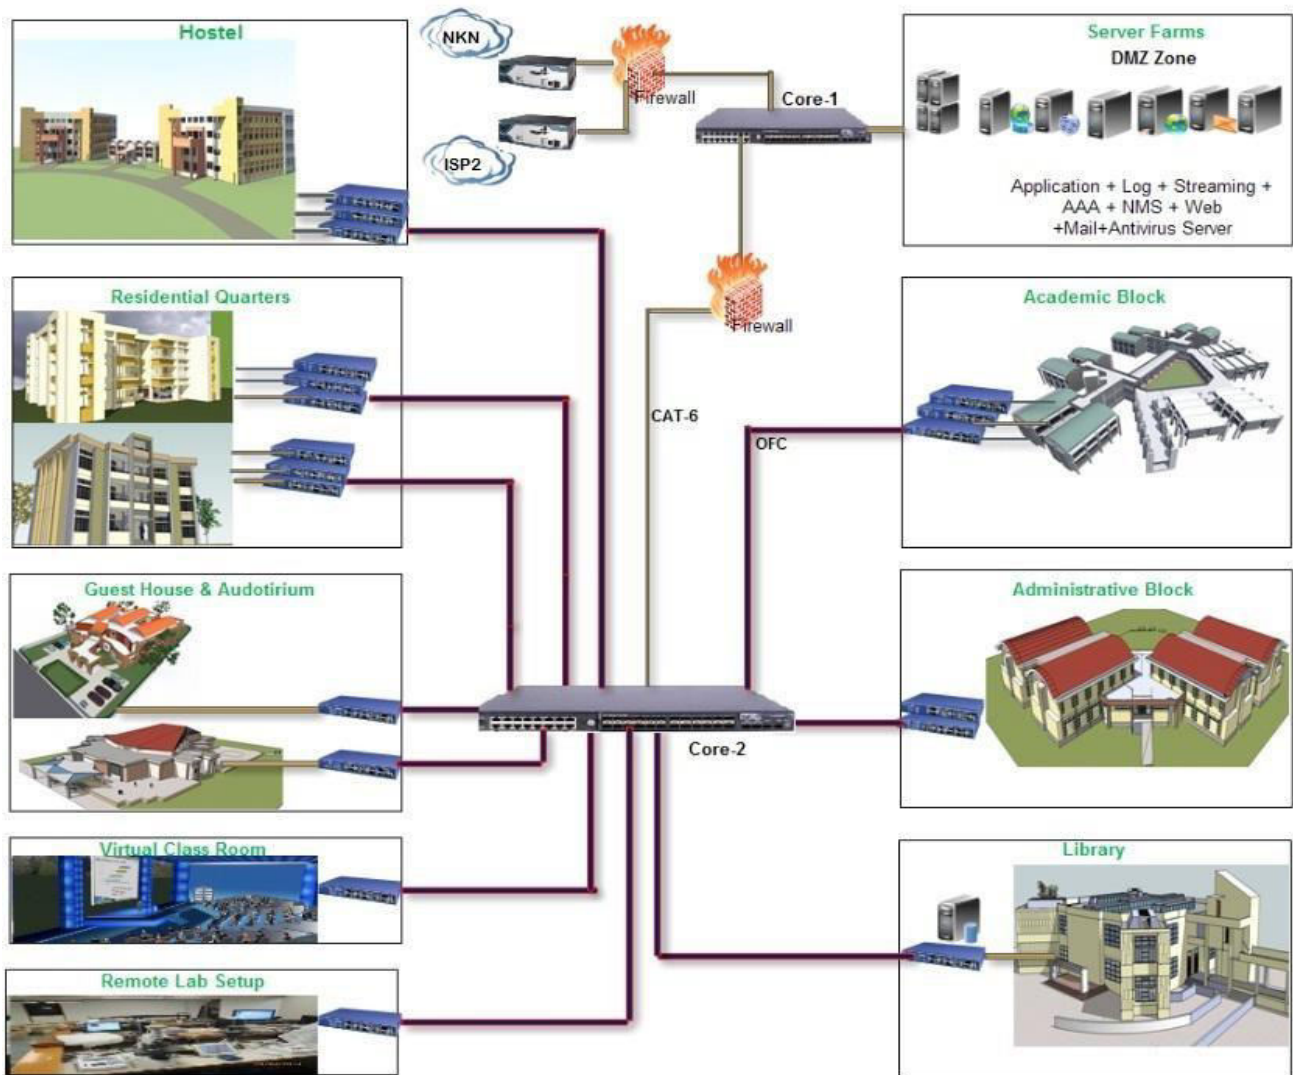 Hostel
NKN
ISP2
Firewall
Core-1
Server Farms
DMZ Zone
Application + Log + Streaming +
AAA + NMS + Web
+Mail+Antivirus Server
Residential Quarters
Firewall
CAT-6
OFC
Academic Block
Guest House & Audotirium
Administrative Block
Core-2
Virtual Class Room
Library
Remote Lab Setup